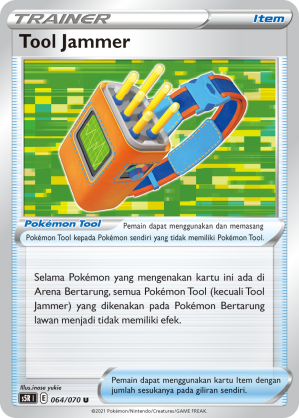 TRAINER
Item
Tool Jammer
Pokémon Tool
Pemain dapat menggunakan dan memasang
Pokémon Tool kepada Pokémon sendiri yang tidak memiliki Pokémon Tool.
Selama Pokémon yang mengenakan kartu ini ada di
Arena Bertarung, semua Pokémon Tool (kecuali Tool
Jammer) yang dikenakan pada Pokémon Bertarung
lawan menjadi tidak memiliki efek.
Illus.inose yukie
s5R I E 064/070 U
Pemain dapat menggunakan kartu Item dengan
jumlah sesukanya pada giliran sendiri.
©2021 Pokémon/Nintendo/Creatures/GAME FREAK.